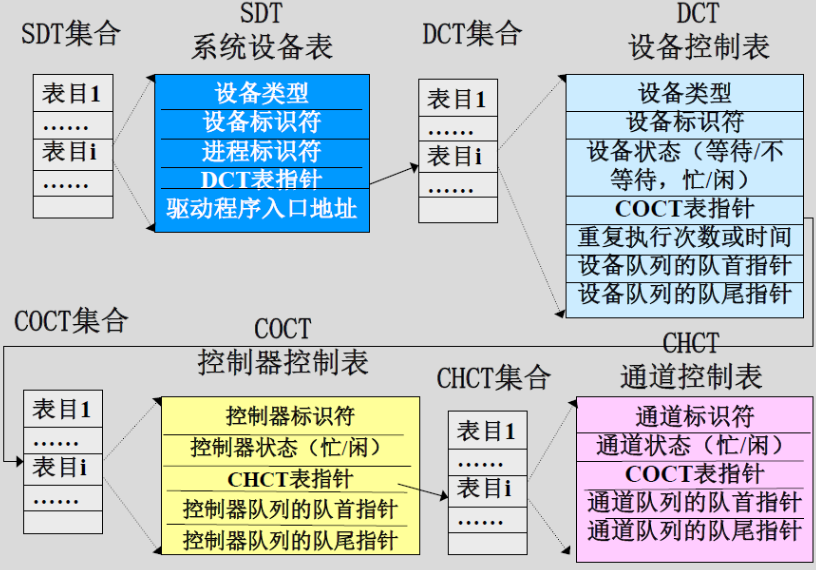 SDT集合
表目1
……
表目i
……
SDT
系统设备表
设备类型
设备标识符
进程标识符
DCT表指针
驱动程序入口地址
DCT集合
表目1
……
表目i
……
DCT
设备控制表
设备类型
设备标识符
设备状态（等待/不
等待，忙/闲）
COCT表指针
重复执行次数或时间
设备队列的队首指针
设备队列的队尾指针
COCT集合
表目1
……
表目i
……
COCT
控制器控制表
控制器标识符
控制器状态（忙/闲）
CHCT表指针
控制器队列的队首指针
控制器队列的队尾指针
CHCT集合
表目1
……
表目i
……
CHCT
通道控制表
通道标识符
通道状态（忙/闲）
COCT表指针
通道队列的队首指针
通道队列的队尾指针